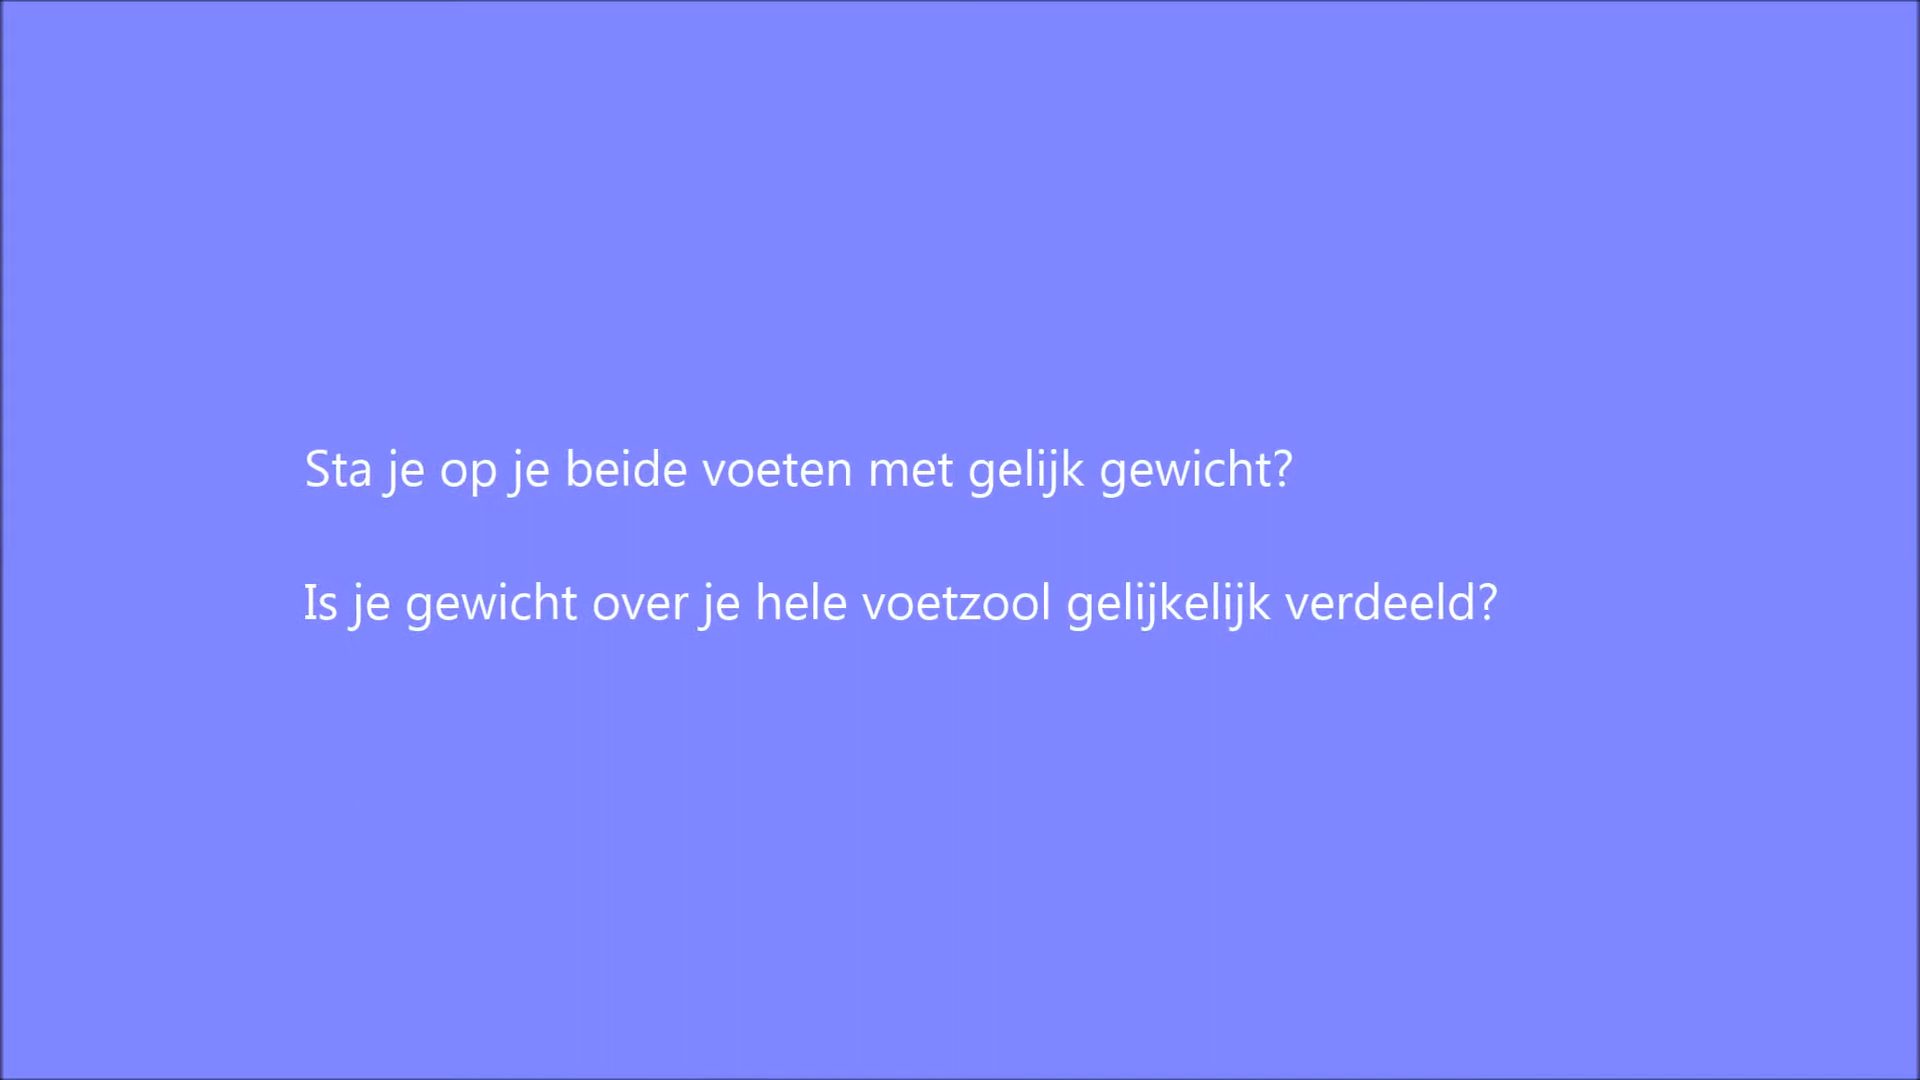 Sta je op je beide voeten met gelijk gewicht?
Is je gewicht over je hele voetzool gelijkelijk verdeeld?